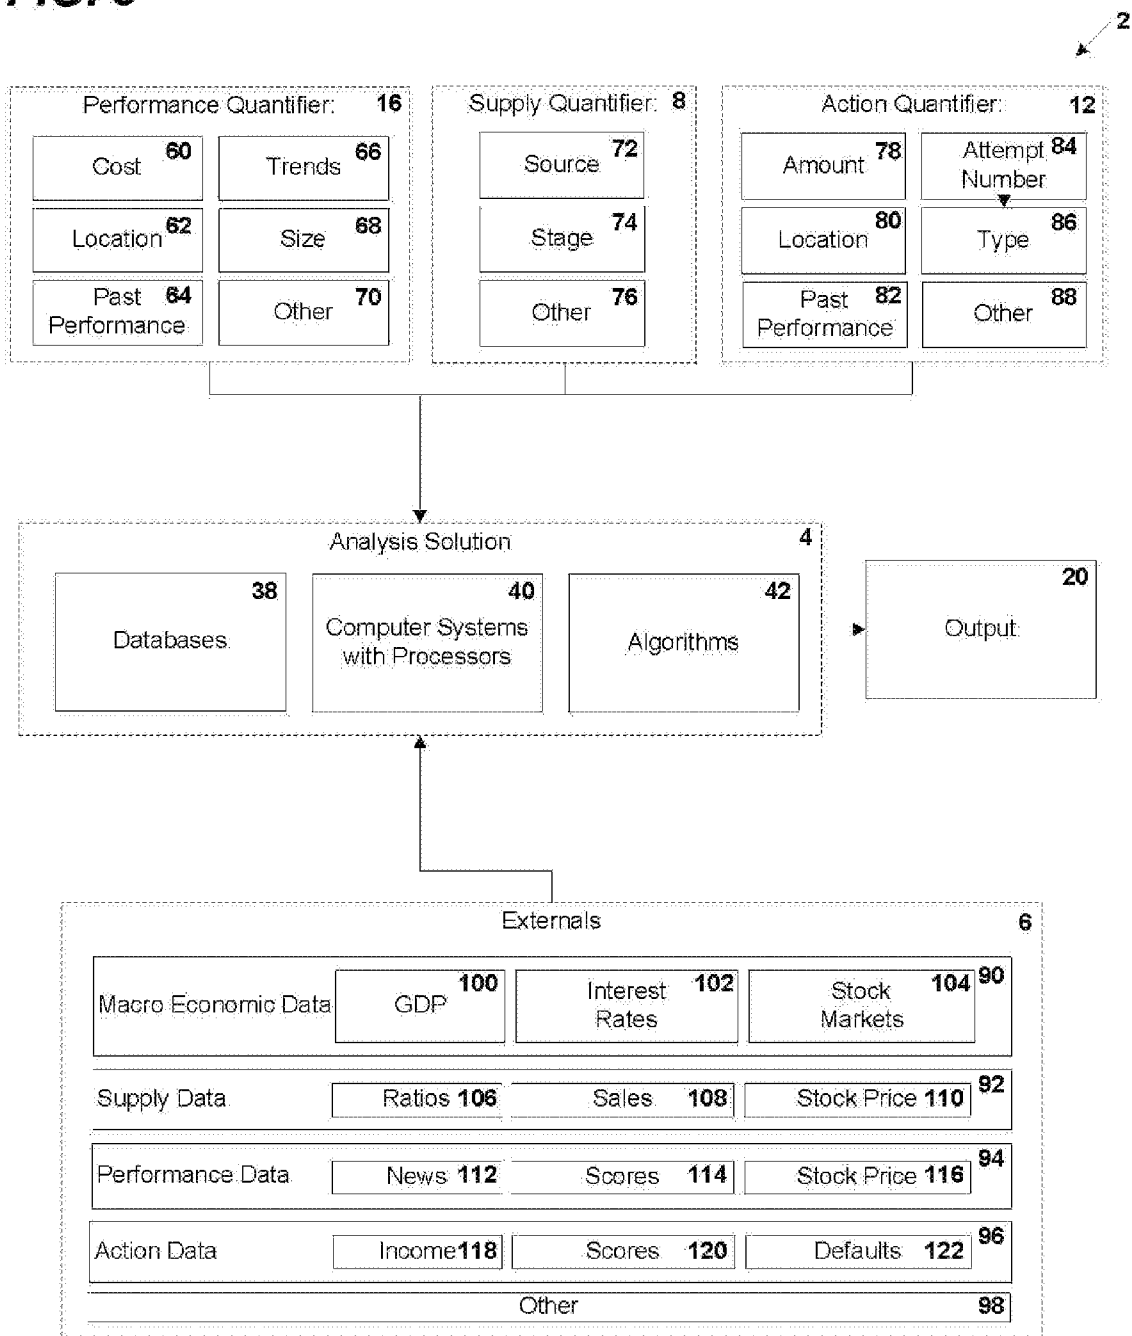 2
Performance Quantifier: 16
Cost 60
Trends 66
Location 62
Size 68
Past 64
Performance
Other 70
Supply Quantifier: 8
Source 72
Stage 74
Other 76
Action Quantifier: 12
Amount 78
Attempt 84
Number
Location 80
Type 86
Past 82
Performance
Other 88
Analysis Solution 4
38
Databases
40
Computer Systems
with Processors
42
Algorithms
20
Output
Externals 6
Macro Economic Data
GDP 100
Interest 102
Rates
Stock 104
Markets
90
Supply Data
Ratios 106
Sales 108
Stock Price 110
92
Performance Data
News 112
Scores 114
Stock Price 116
94
Action Data
Income 118
Scores 120
Defaults 122
96
Other 98